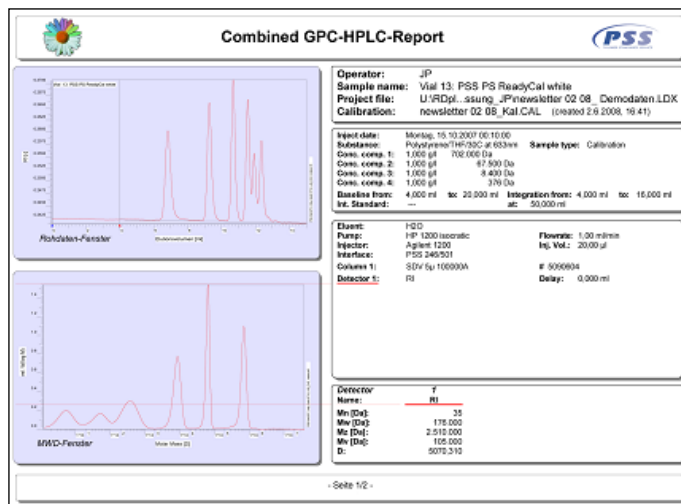 Combined GPC-HPLC-Report
PSS
Vial 13: PSS PS ReadyCal white
Rohdaten-Fenster
MWD-Fenster
Operator: JP
Sample name: Vial 13: PSS PS ReadyCal white
Project file: U:\RDpl...ssung_JP\newsletter 02 08_ Demodaten.LDX
Calibration: newsletter 02 08_Kal.CAL (created 2.6.2008, 16:41)
Inject date: Montag, 15.10.2007 00:10:00
Substance: Polystyrene/THF/30C at 633nm Sample type: Calibration
Conc. comp. 1: 1,000 g/l 702.000 Da
Conc. comp. 2: 1,000 g/l 67.500 Da
Conc. comp. 3: 1,000 g/l 8.400 Da
Conc. comp. 4: 1,000 g/l 376 Da
Baseline from: 4,000 ml to: 20,000 ml Integration from: 4,000 ml to: 16,000 ml
Int. Standard: --- at: 50,000 ml
Eluent: H2O
Pump: HP 1200 isocratic Flowrate: 1,00 ml/min
Injector: Agilent 1200 Inj. Vol.: 20,00 µl
Interface: PSS 246/501
Column 1: SDV 5µ 100000A # 5090604
Detector 1: RI Delay: 0,000 ml
Detector 1
Name: RI
Mn [Da]: 35
Mw [Da]: 176.000
Mz [Da]: 2.510.000
Mv [Da]: 105.000
D: 5070,310
- Seite 1/2 -